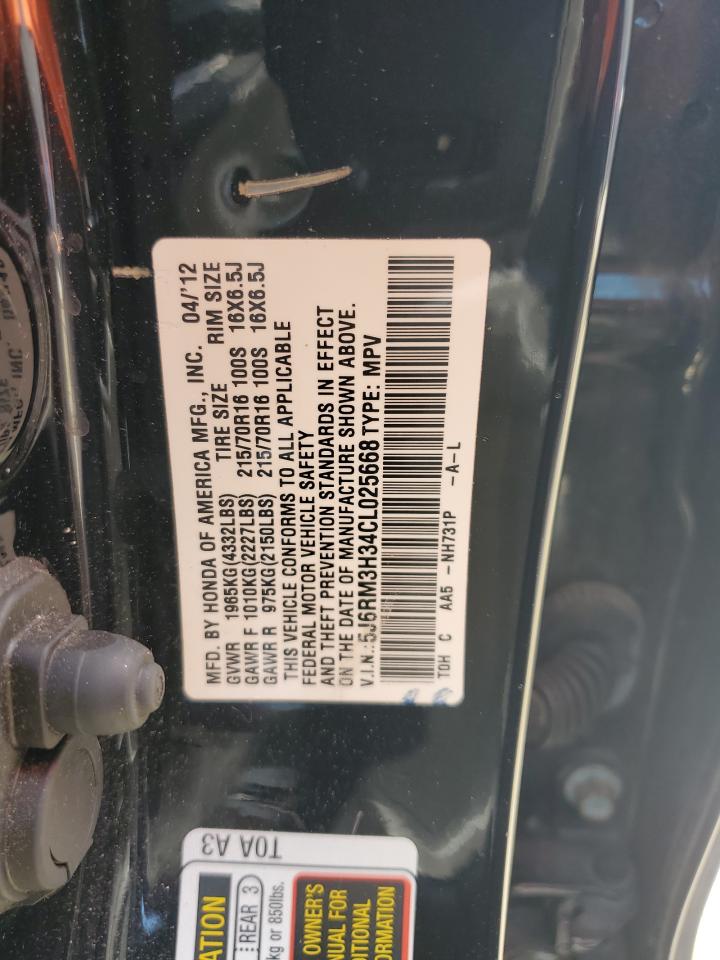 MFD. BY HONDA OF AMERICA MFG., INC. 04/'12
GVWR 1965KG(4332LBS) TIRE SIZE RIM SIZE
GAWR F 1010KG(2227LBS) 215/70R16 100S 16X6.5J
GAWR R 975KG(2150LBS) 215/70R16 100S 16X6.5J
THIS VEHICLE CONFORMS TO ALL APPLICABLE
FEDERAL MOTOR VEHICLE SAFETY
AND THEFT PREVENTION STANDARDS IN EFFECT
ON THE DATE OF MANUFACTURE SHOWN ABOVE.
V.I.N.: 5J6RM3H34CL025668 TYPE: MPV
T0H C AA5 -NH731P -A-L
T0A A3
ATION
REAR 3
kg or 850lbs.
OWNER'S
NUAL FOR
DITIONAL
ORMATION